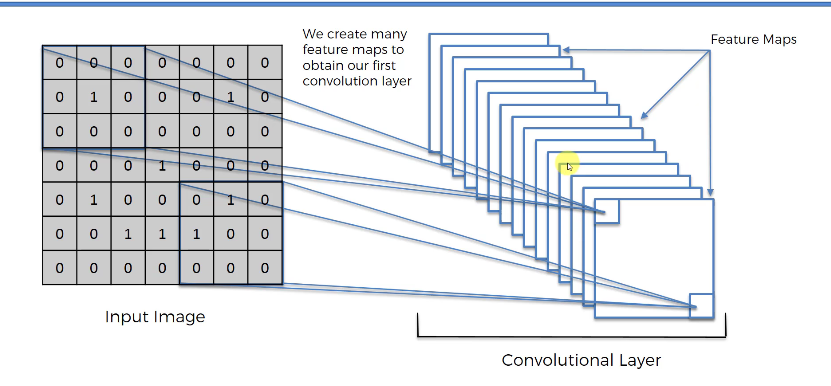 We create many
feature maps to
obtain our first
convolution layer
Feature Maps
0 0 0 0 0 0 0
0 1 0 0 0 1 0
0 0 0 0 0 0 0
0 0 0 1 0 0 0
0 1 0 0 0 1 0
0 0 1 1 1 0 0
0 0 0 0 0 0 0
Input Image
Convolutional Layer